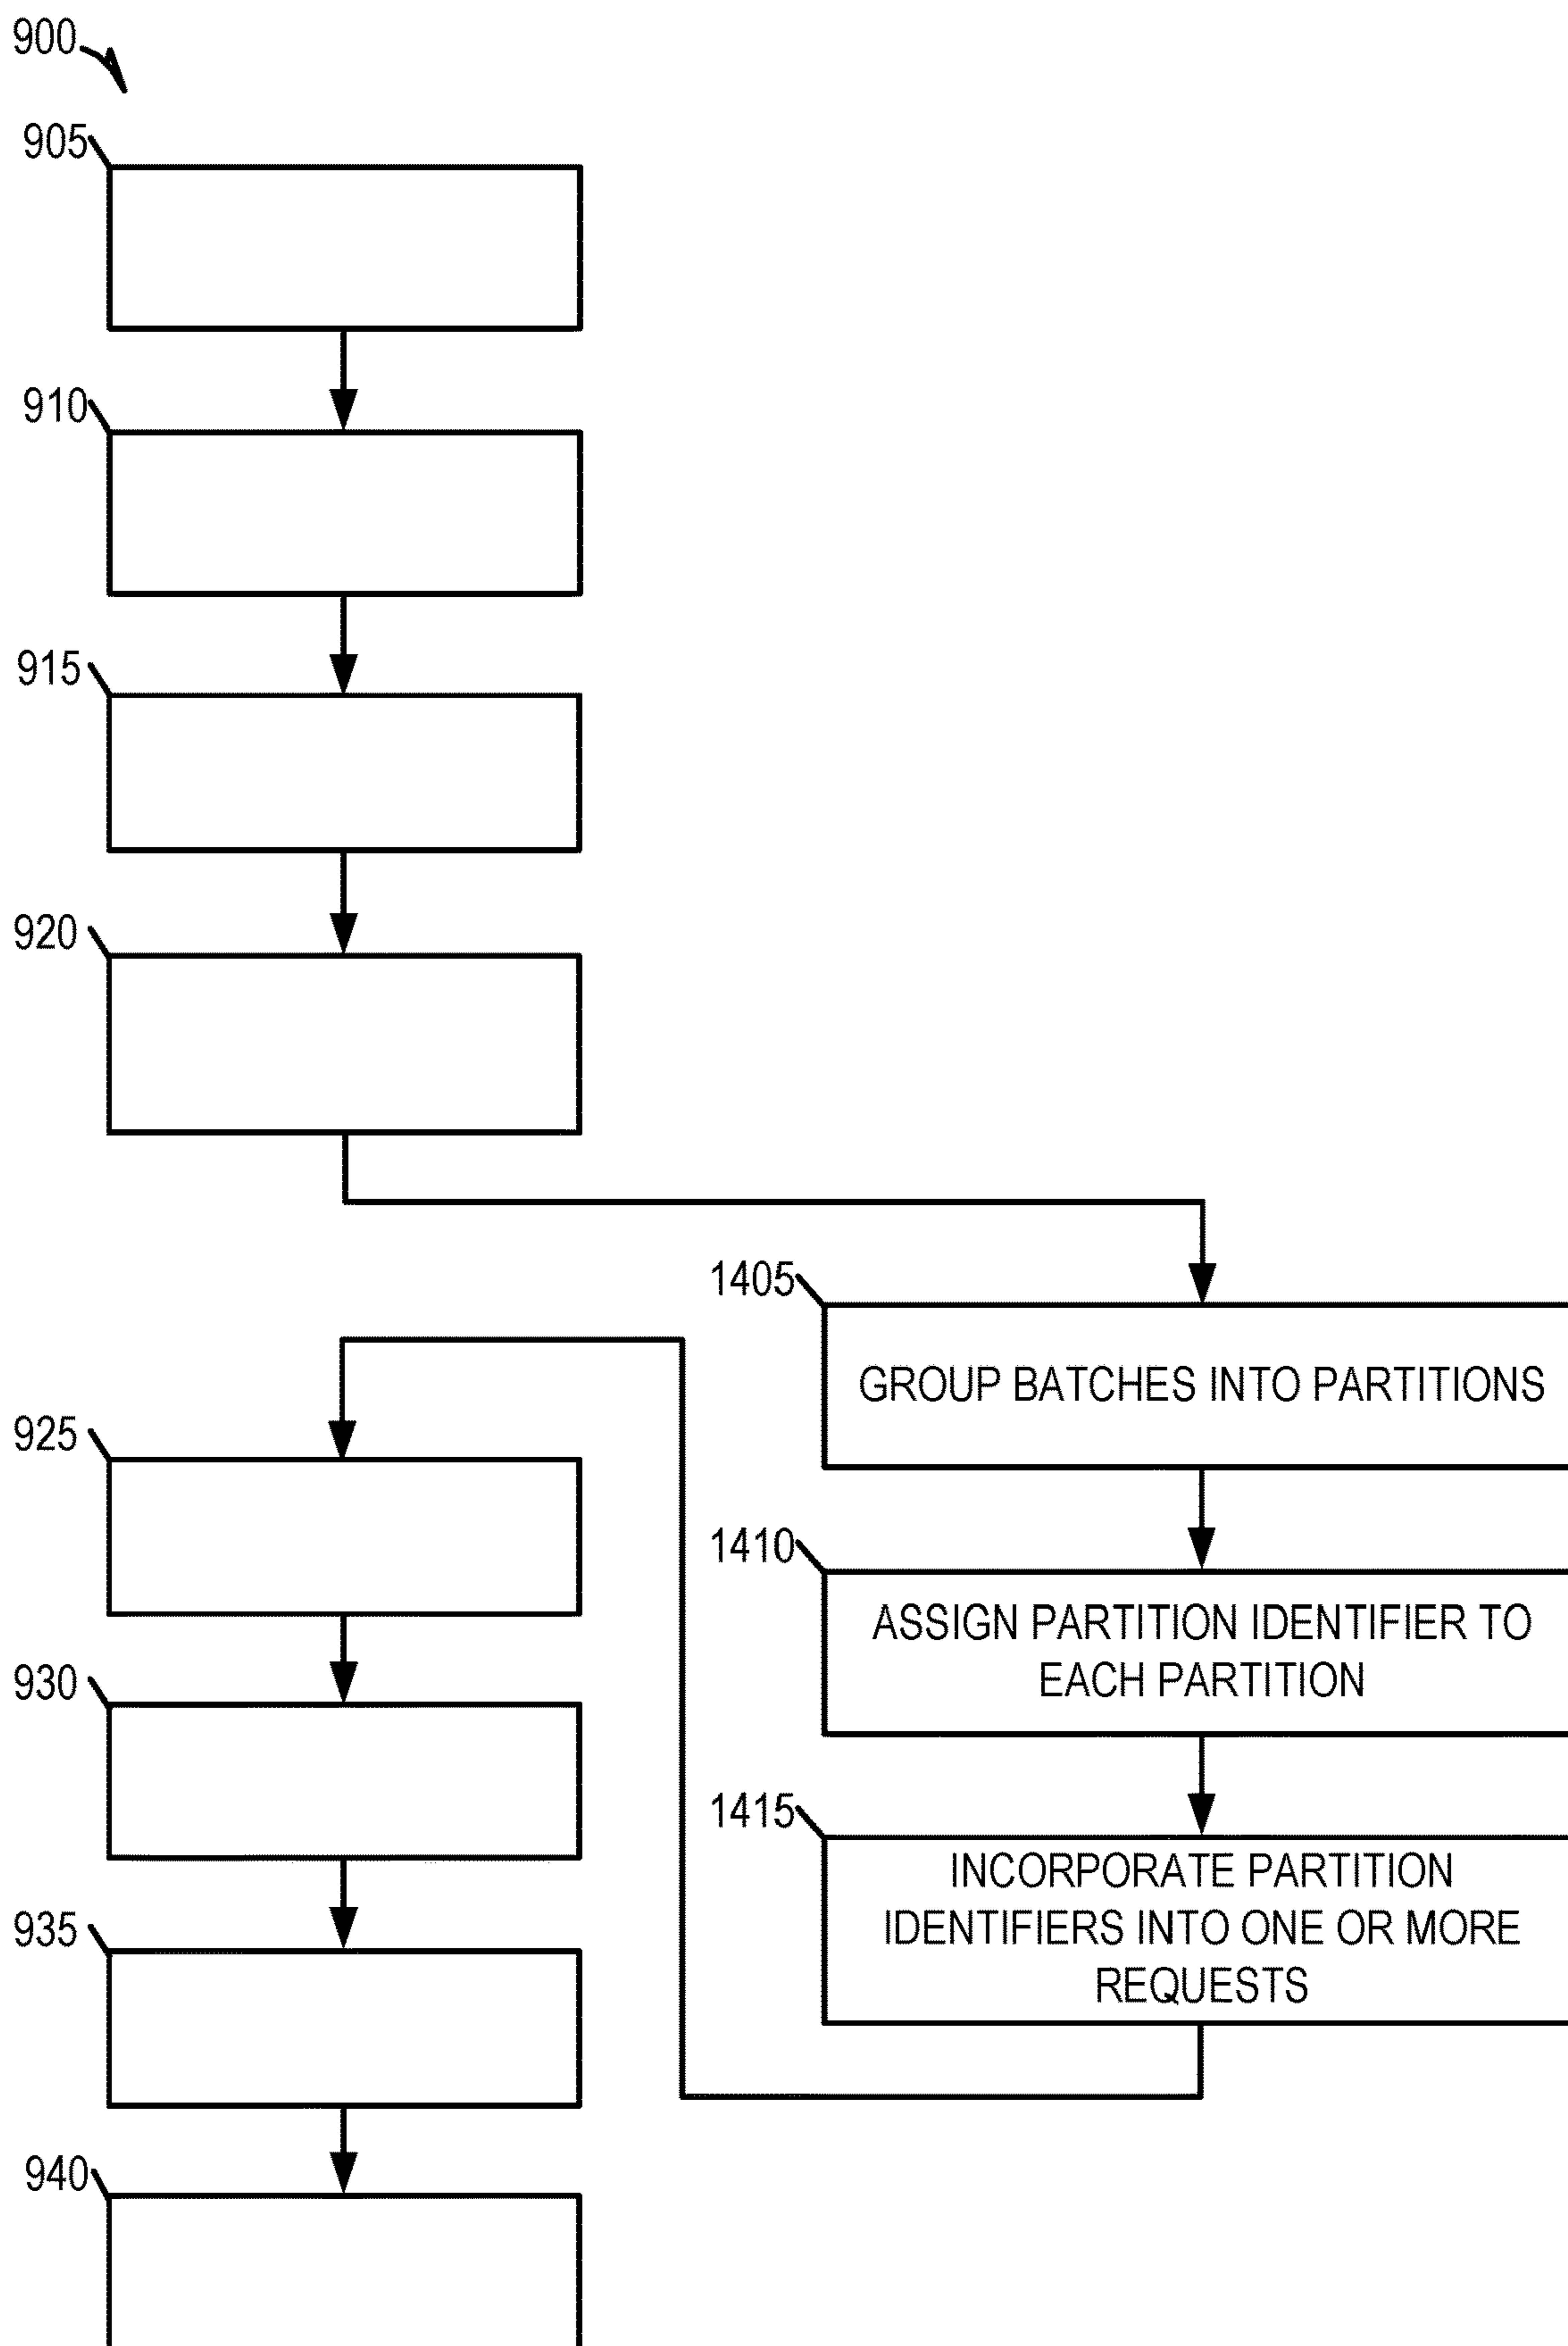 900
905
910
915
920
1405
GROUP BATCHES INTO PARTITIONS
925
1410
ASSIGN PARTITION IDENTIFIER TO
EACH PARTITION
930
1415
INCORPORATE PARTITION
IDENTIFIERS INTO ONE OR MORE
REQUESTS
935
940